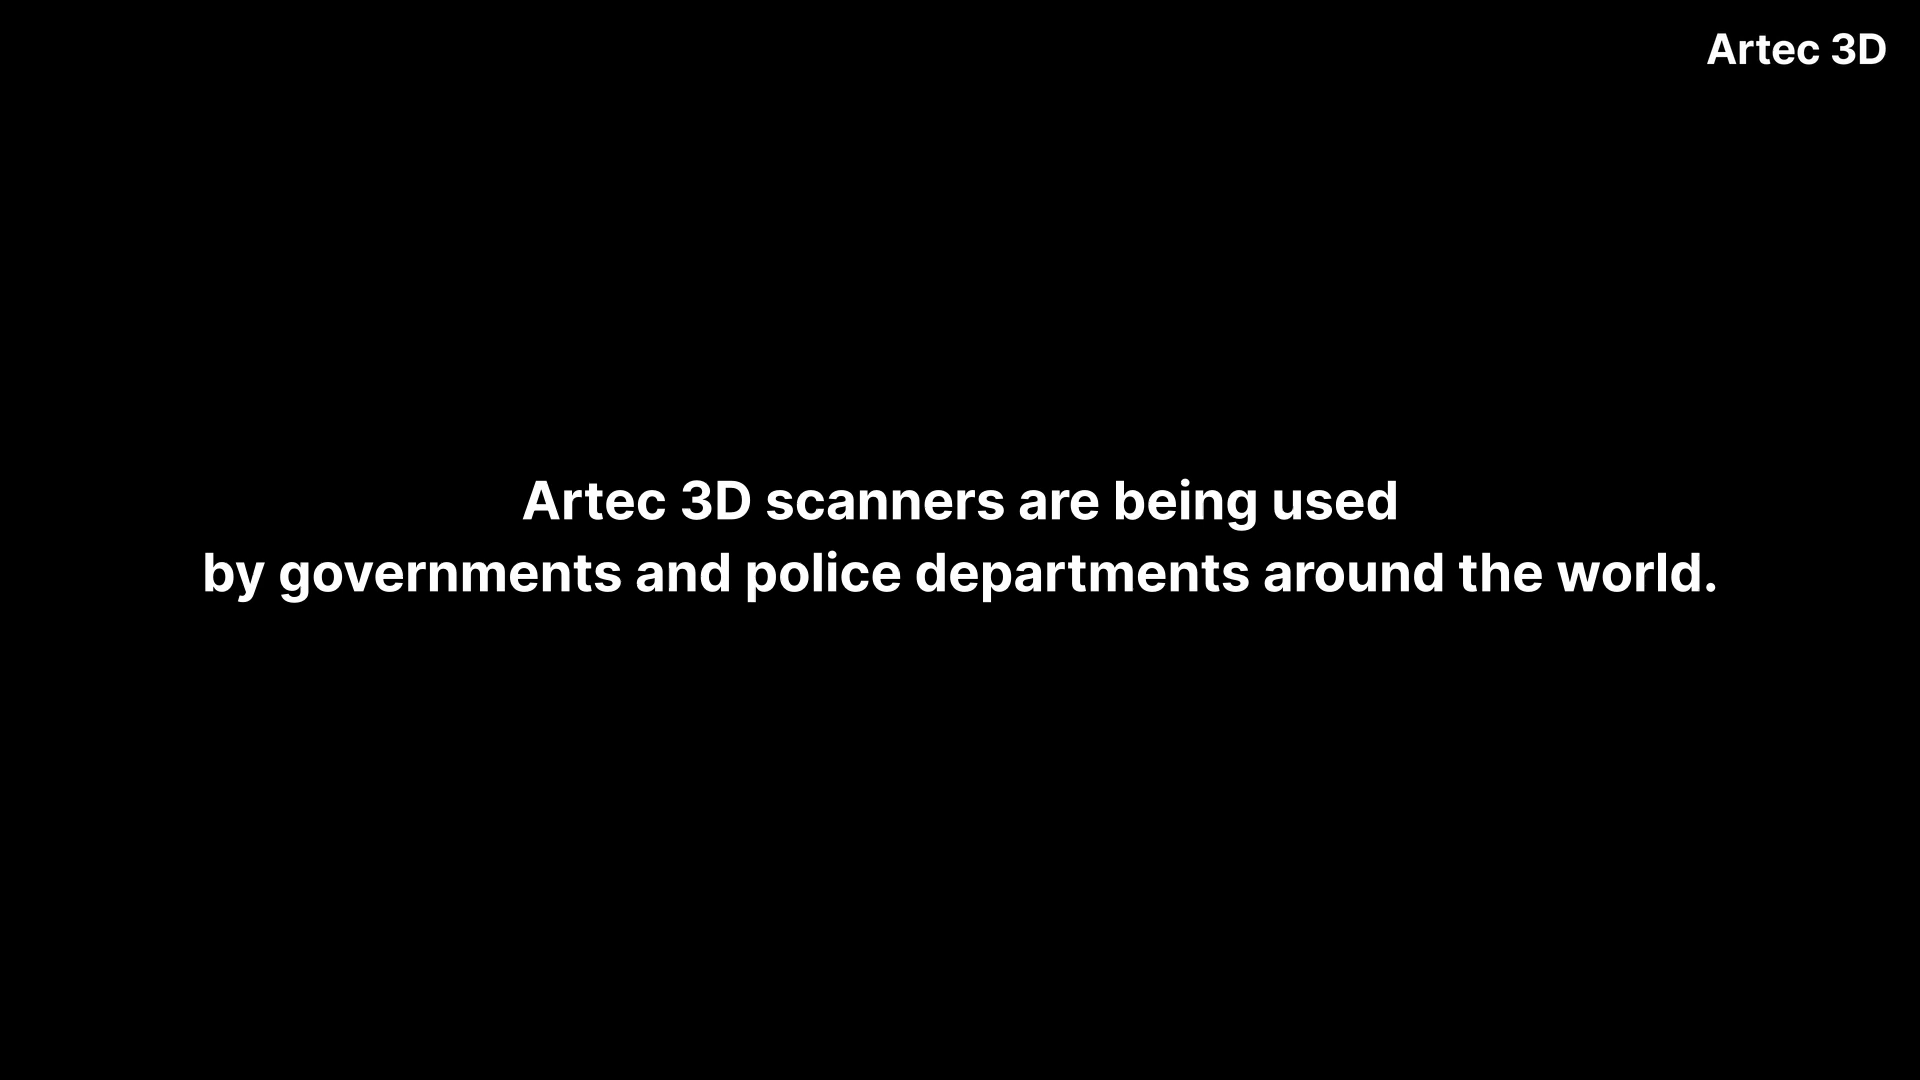 Artec 3D
Artec 3D scanners are being used
by governments and police departments around the world.